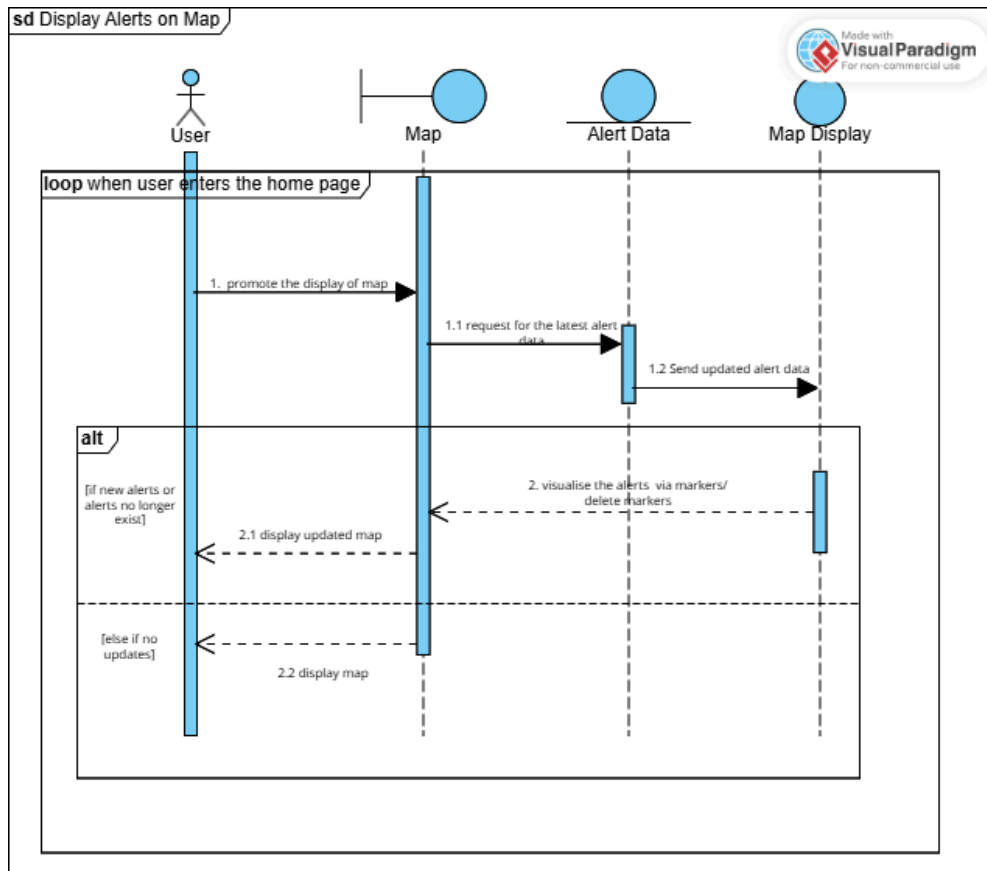 sd Display Alerts on Map
Made with
Visual Paradigm
For non-commercial use
User
Map
Alert Data
Map Display
loop when user enters the home page
1. promote the display of map
1.1 request for the latest alert
data
1.2 Send updated alert data
alt
[if new alerts or
alerts no longer
exist]
2. visualise the alerts via markers/
delete markers
2.1 display updated map
[else if no
updates]
2.2 display map